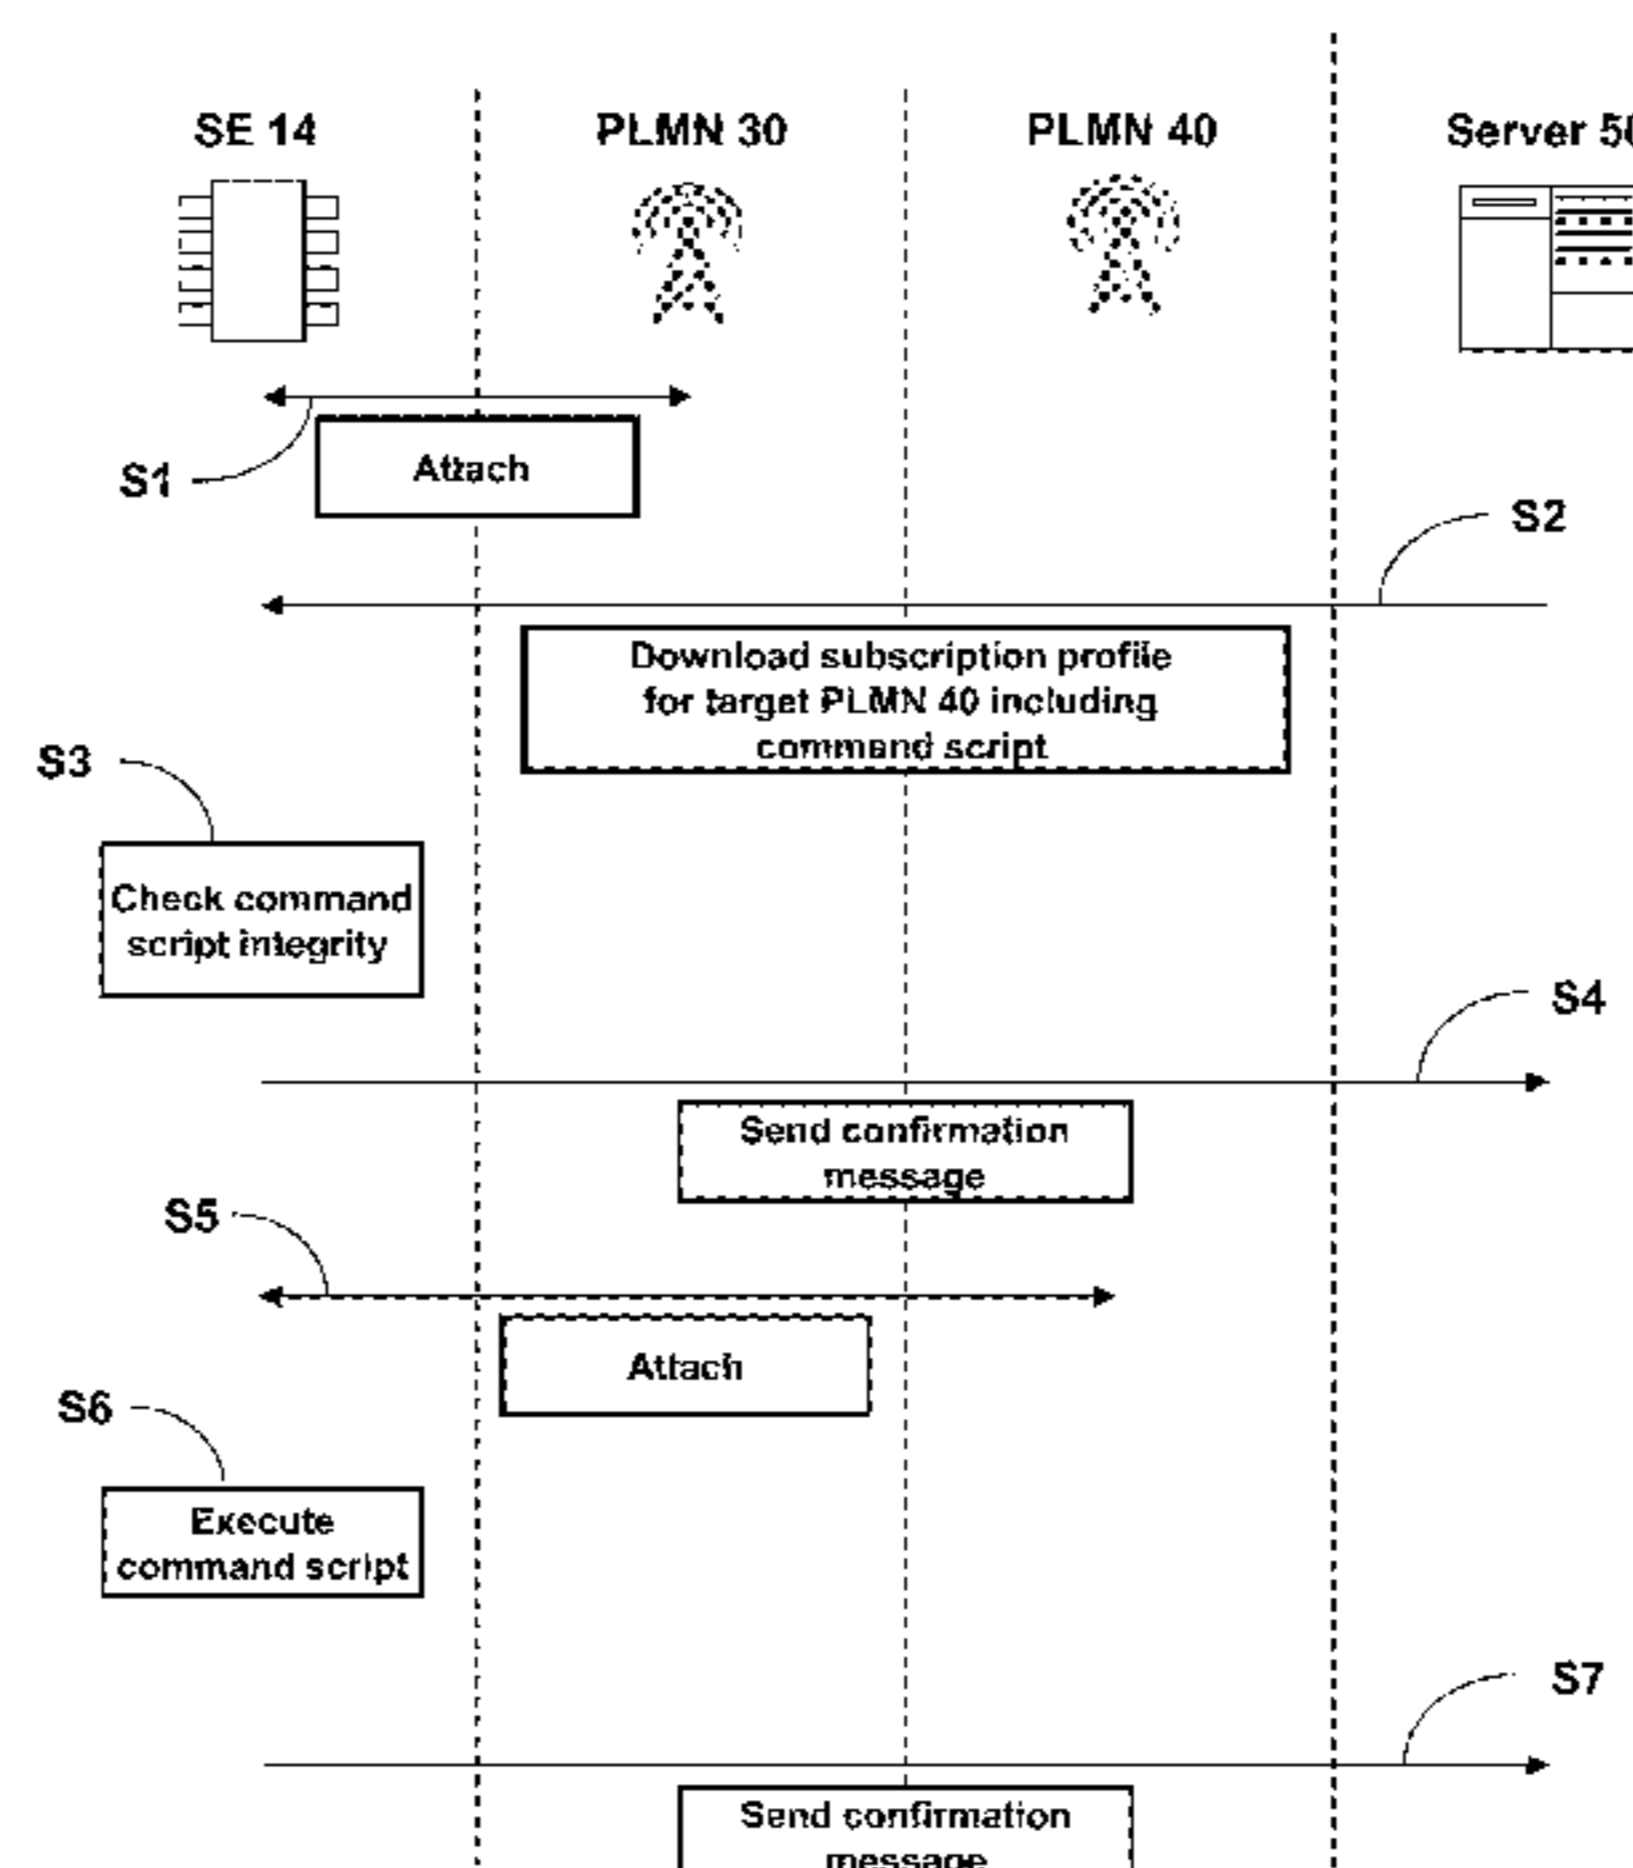 SE 14
PLMN 30
PLMN 40
Server 50
S1
Attach
S2
Download subscription profile
for target PLMN 40 including
command script
S3
Check command
script integrity
S4
Send confirmation
message
S5
Attach
S6
Execute
command script
S7
Send confirmation
message